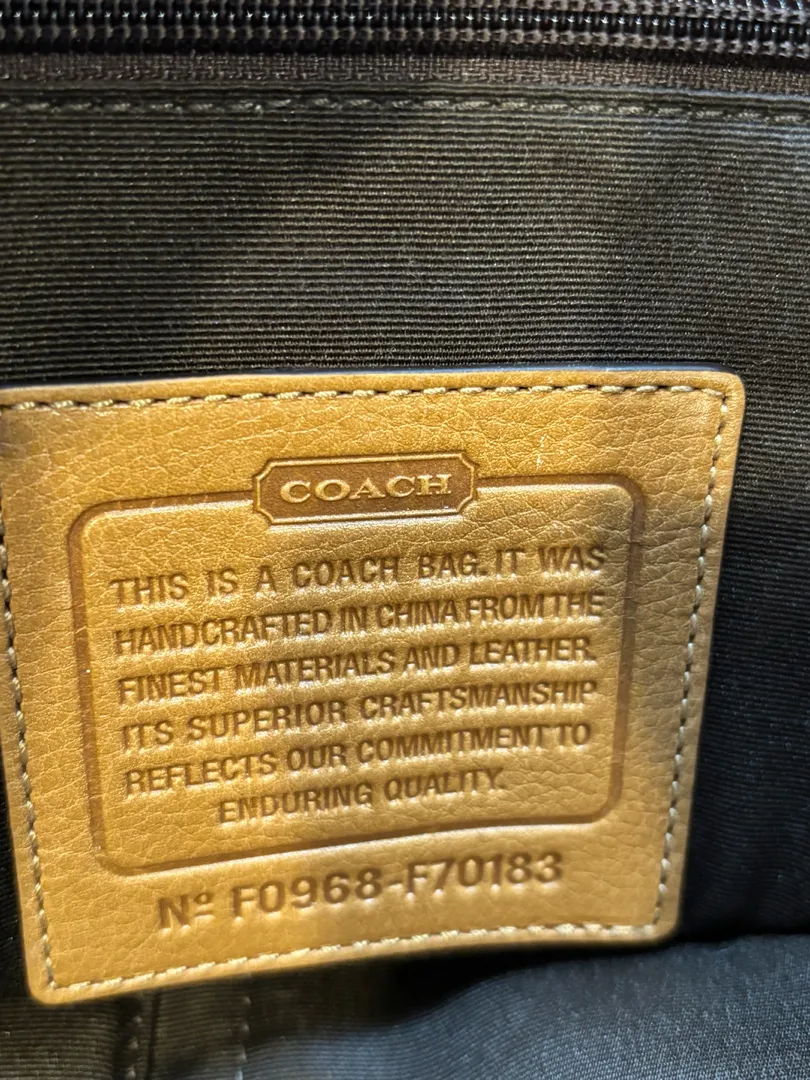 COACH
THIS IS A COACH BAG. IT WAS
HANDCRAFTED IN CHINA FROM THE
FINEST MATERIALS AND LEATHER.
ITS SUPERIOR CRAFTSMANSHIP
REFLECTS OUR COMMITMENT TO
ENDURING QUALITY.
Nº F0968-F70183